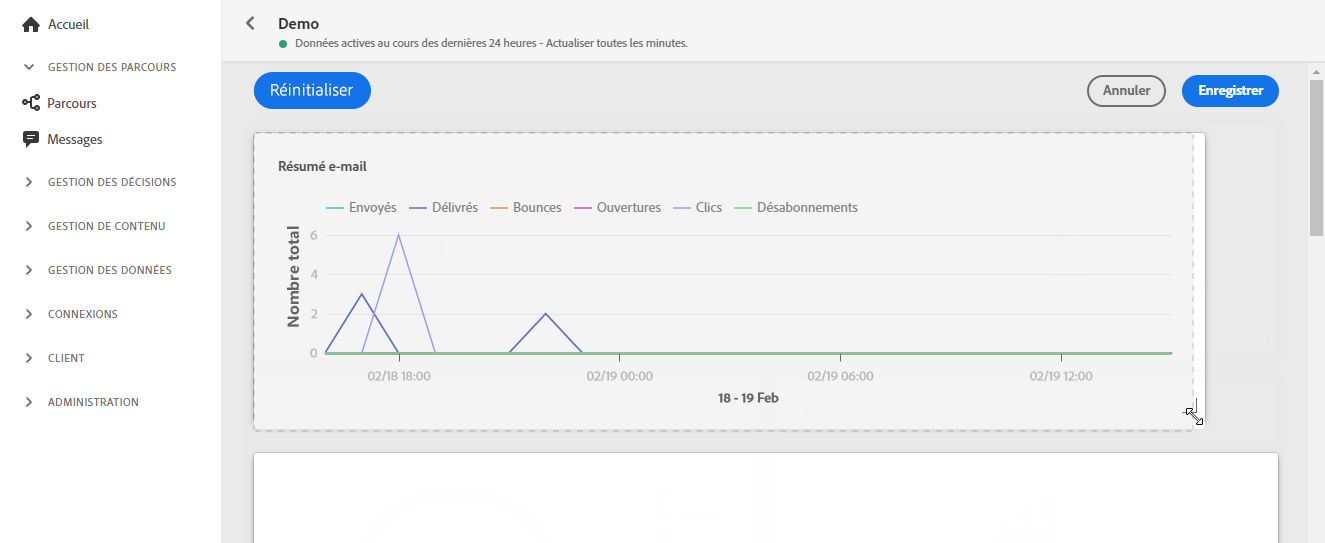 Accueil
GESTION DES PARCOURS
Parcours
Messages
GESTION DES DÉCISIONS
GESTION DE CONTENU
GESTION DES DONNÉES
CONNEXIONS
CLIENT
ADMINISTRATION
Demo
Données actives au cours des dernières 24 heures - Actualiser toutes les minutes.
Réinitialiser
Annuler
Enregistrer
Résumé e-mail
Envoyés Délivrés Bounces Ouvertures Clics Désabonnements
Nombre total
6
4
2
0
02/18 18:00 02/19 00:00 02/19 06:00 02/19 12:00
18 - 19 Feb